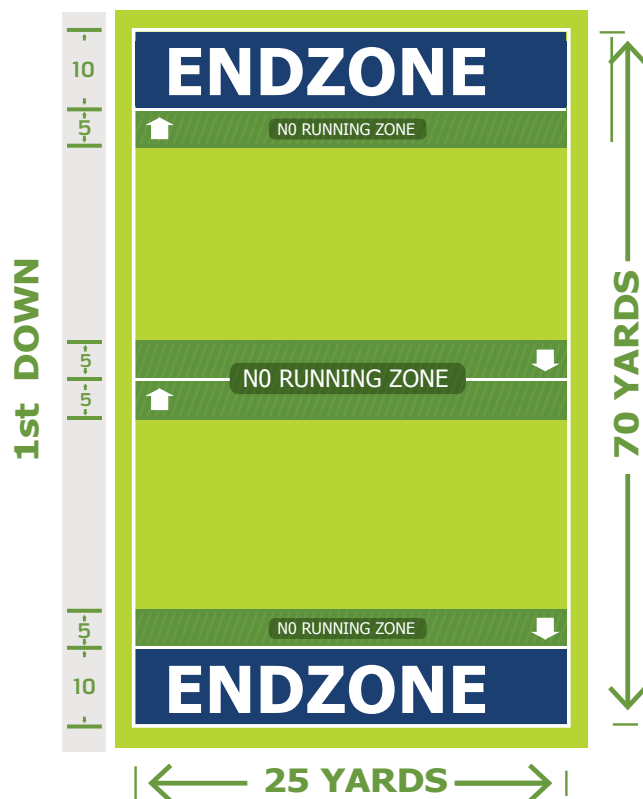 10
ENDZONE
5
N0 RUNNING ZONE
1st DOWN
70 YARDS
5
N0 RUNNING ZONE
5
5
N0 RUNNING ZONE
10
ENDZONE
25 YARDS